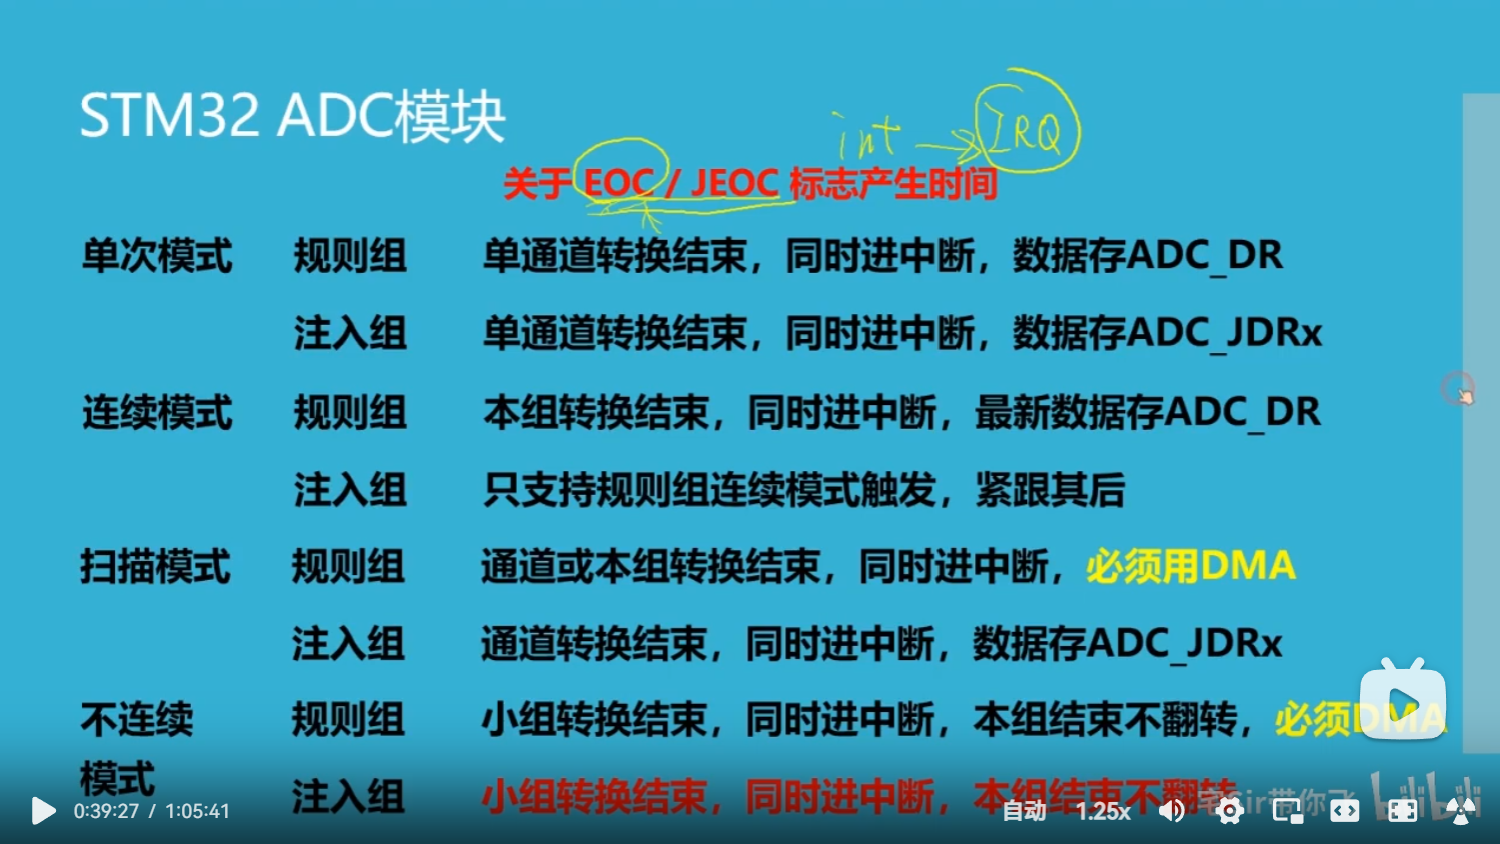 STM32 ADC模块
int → IRQ
关于 EOC / JEOC 标志产生时间
单次模式 规则组 单通道转换结束，同时进中断，数据存ADC_DR
注入组 单通道转换结束，同时进中断，数据存ADC_JDRx
连续模式 规则组 本组转换结束，同时进中断，最新数据存ADC_DR
注入组 只支持规则组连续模式触发，紧跟其后
扫描模式 规则组 通道或本组转换结束，同时进中断，必须用DMA
注入组 通道转换结束，同时进中断，数据存ADC_JDRx
不连续 规则组 小组转换结束，同时进中断，本组结束不翻转，必须DMA
模式
注入组 小组转换结束，同时进中断，本组结束不翻转
0:39:27 / 1:05:41 自动 1.25x
Sir带你飞 bilibili